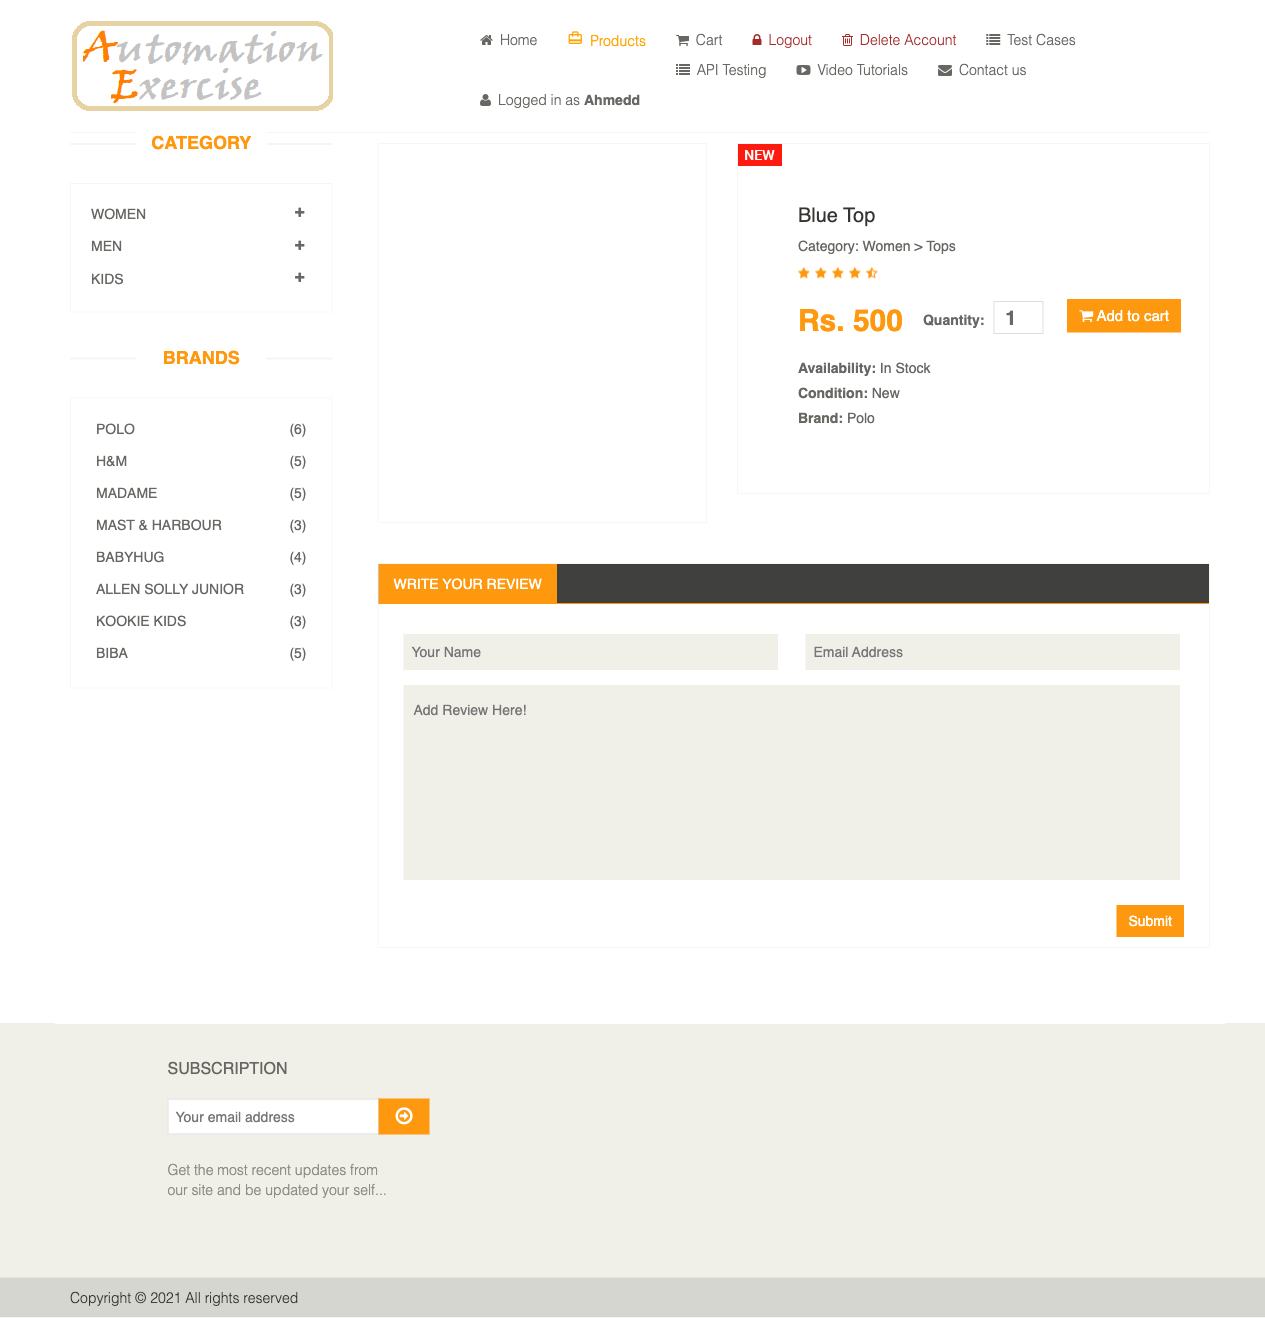 Automation
Exercise
Home
Products
Cart
Logout
Delete Account
Test Cases
API Testing
Video Tutorials
Contact us
Logged in as Ahmedd
CATEGORY
WOMEN
MEN
KIDS
BRANDS
POLO (6)
H&M (5)
MADAME (5)
MAST & HARBOUR (3)
BABYHUG (4)
ALLEN SOLLY JUNIOR (3)
KOOKIE KIDS (3)
BIBA (5)
NEW
Blue Top
Category: Women > Tops
Rs. 500 Quantity: 1 Add to cart
Availability: In Stock
Condition: New
Brand: Polo
WRITE YOUR REVIEW
Your Name
Email Address
Add Review Here!
Submit
SUBSCRIPTION
Your email address
Get the most recent updates from
our site and be updated your self...
Copyright © 2021 All rights reserved